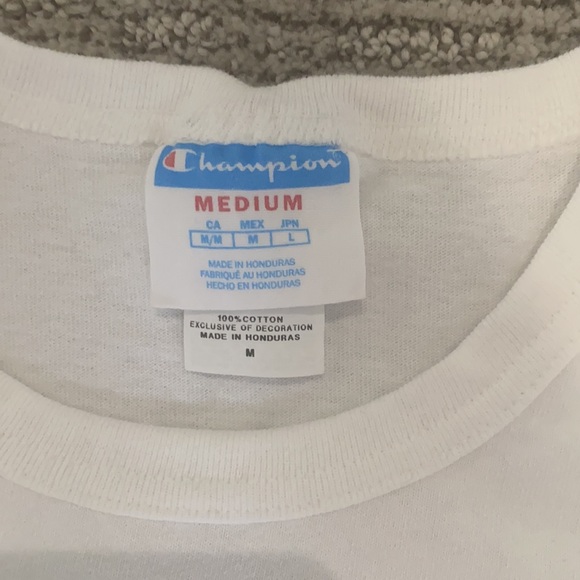 Champion
MEDIUM
CA MEX JPN
M/M M L
MADE IN HONDURAS
FABRIQUÉ AU HONDURAS
HECHO EN HONDURAS
100%COTTON
EXCLUSIVE OF DECORATION
MADE IN HONDURAS
M